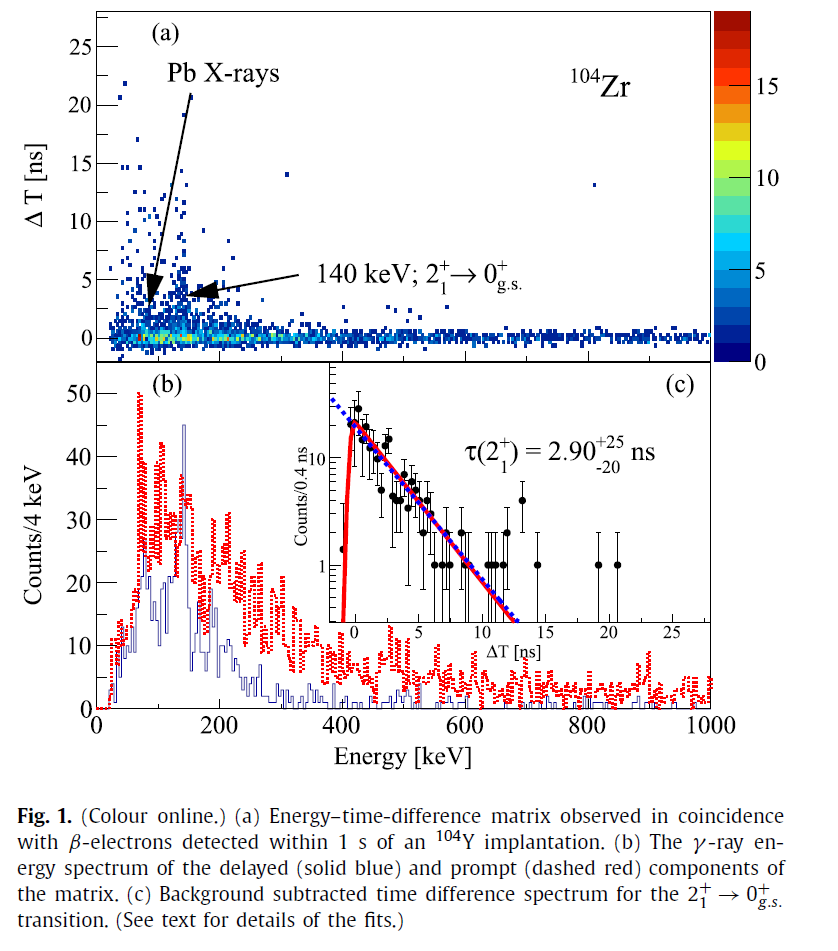 (a)
Pb X-rays
¹⁰⁴Zr
140 keV; 2⁺₁→ 0⁺g.s.
Δ T [ns]
25
20
15
10
5
0
15
10
5
0
(b)
(c)
τ(2⁺₁) = 2.90⁺²⁵₋₂₀ ns
Counts/0.4 ns
10
1
0 5 10 15 20 25
ΔT [ns]
Counts/4 keV
50
40
30
20
10
0
0 200 400 600 800 1000
Energy [keV]
Fig. 1. (Colour online.) (a) Energy–time-difference matrix observed in coincidence
with β-electrons detected within 1 s of an ¹⁰⁴Y implantation. (b) The γ-ray en-
ergy spectrum of the delayed (solid blue) and prompt (dashed red) components of
the matrix. (c) Background subtracted time difference spectrum for the 2⁺₁ → 0⁺g.s.
transition. (See text for details of the fits.)